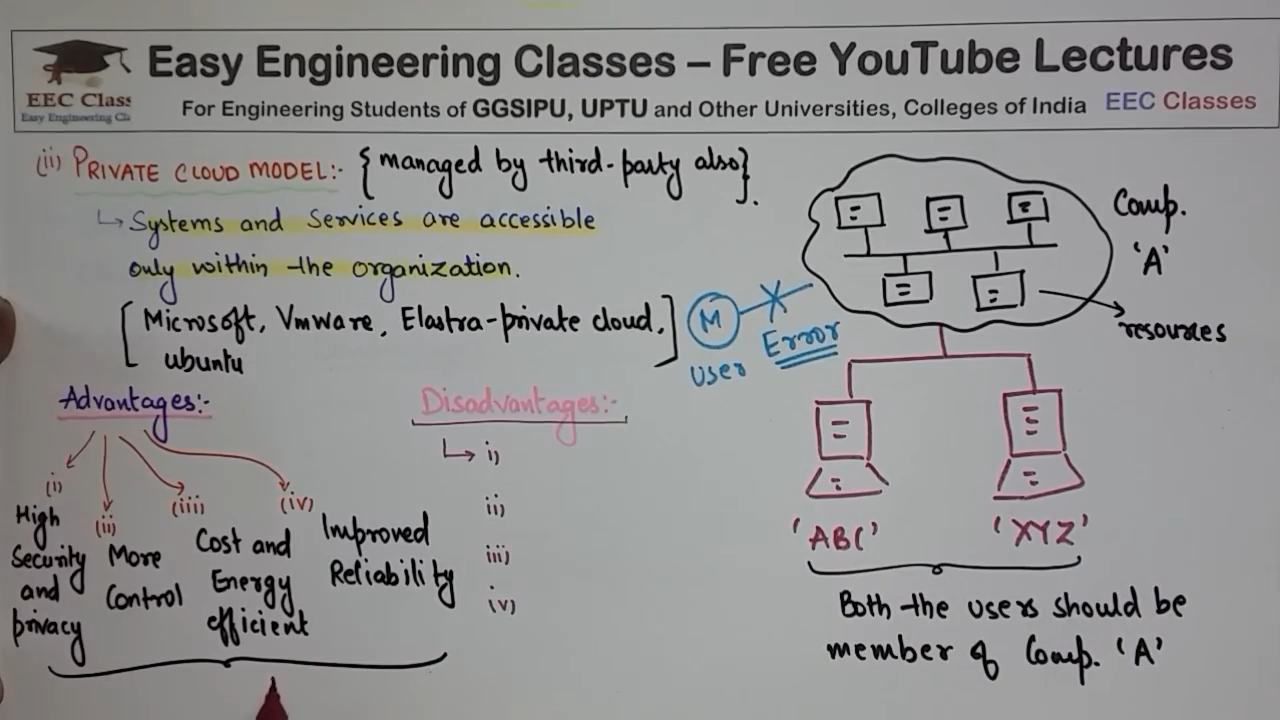 Easy Engineering Classes – Free YouTube Lectures
EEC Class
Easy Engineering Cla
For Engineering Students of GGSIPU, UPTU and Other Universities, Colleges of India
EEC Classes
(ii) PRIVATE CLOUD MODEL:- {managed by third-party also}.
Systems and Services are accessible
only within the organization.
[Microsoft, Vmware, Elastra-private cloud,
ubuntu]
Advantages:-
(i)
High
Security
and
privacy
(ii)
More
Control
(iii)
Cost and
Energy
efficient
(iv)
Improved
Reliability
Disadvantages:-
i)
ii)
iii)
iv)
M
user
Error
Comp.
'A'
resources
'ABC'
'XYZ'
Both the users should be
member of Comp. 'A'